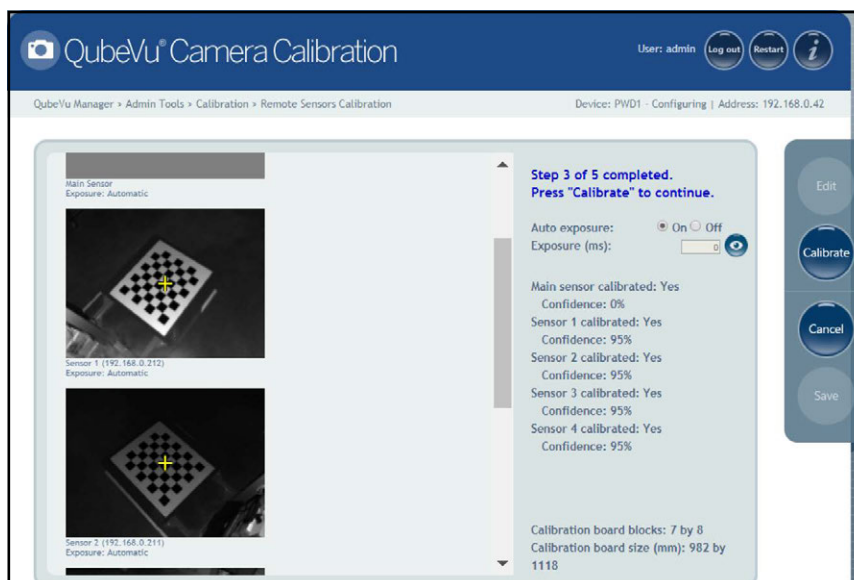 QubeVu® Camera Calibration
User: admin
Log out
Restart
i
QubeVu Manager » Admin Tools » Calibration » Remote Sensors Calibration
Device: PWD1 - Configuring | Address: 192.168.0.42
Main Sensor
Exposure: Automatic
Sensor 1 (192.168.0.212)
Exposure: Automatic
Sensor 2 (192.168.0.211)
Exposure: Automatic
Step 3 of 5 completed.
Press "Calibrate" to continue.
Auto exposure: On Off
Exposure (ms): 0
Main sensor calibrated: Yes
Confidence: 0%
Sensor 1 calibrated: Yes
Confidence: 95%
Sensor 2 calibrated: Yes
Confidence: 95%
Sensor 3 calibrated: Yes
Confidence: 95%
Sensor 4 calibrated: Yes
Confidence: 95%
Calibration board blocks: 7 by 8
Calibration board size (mm): 982 by
1118
Edit
Calibrate
Cancel
Save